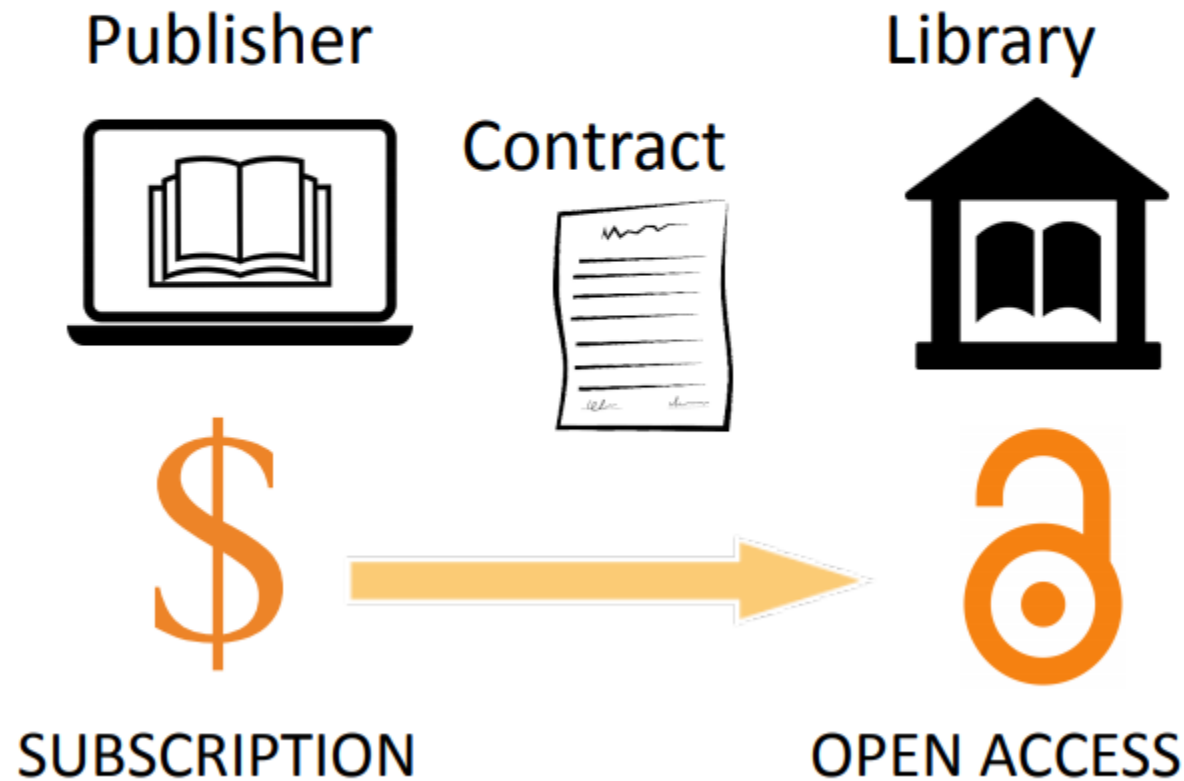 Publisher
Library
Contract
$
SUBSCRIPTION
OPEN ACCESS